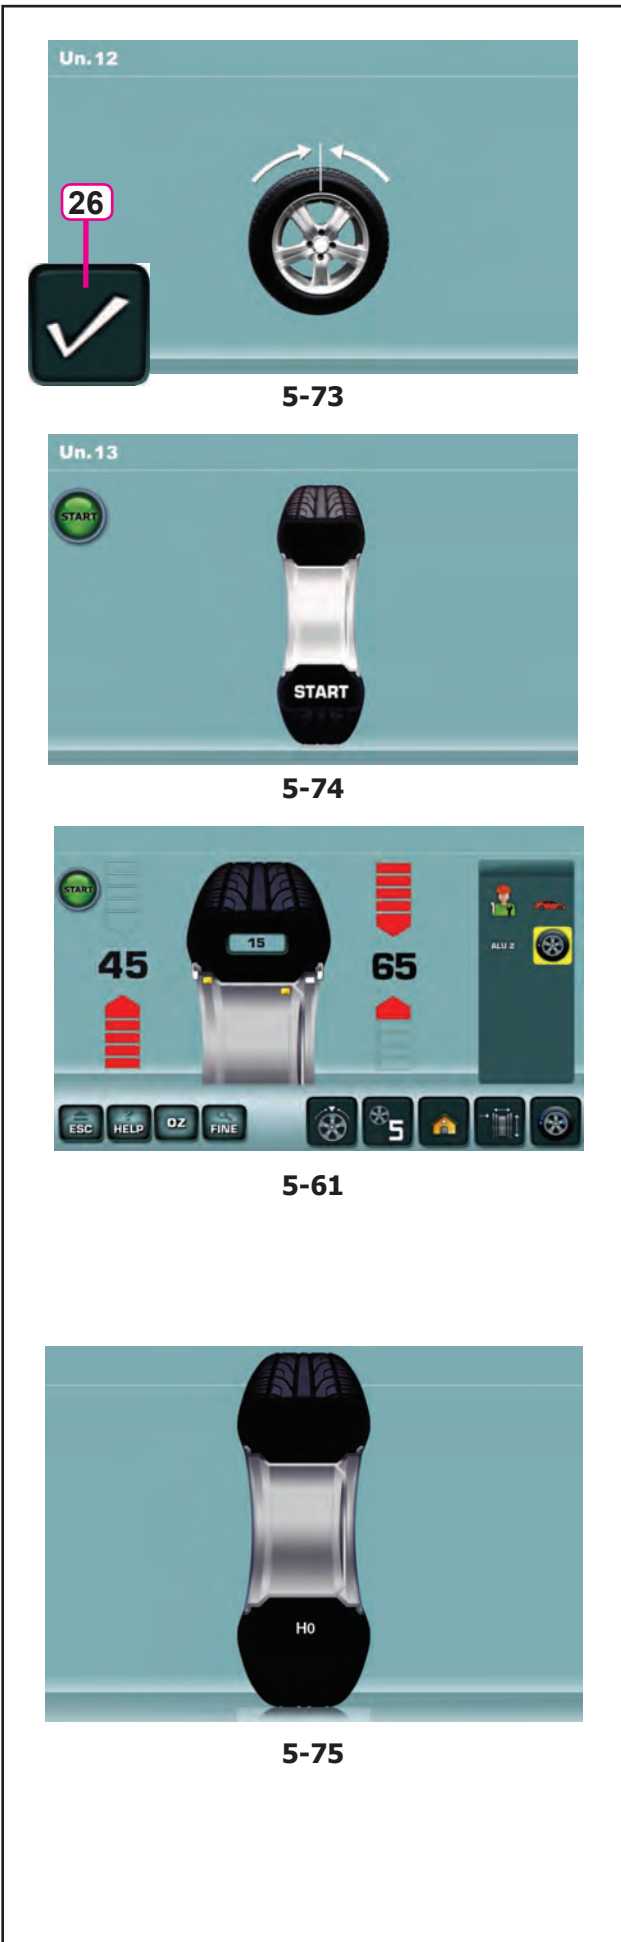 Un.12
26
5-73
Un.13
START
START
5-74
START
15
45
65
ALU 2
ESC
HELP
OZ
FINE
5
5-61
H0
5-75